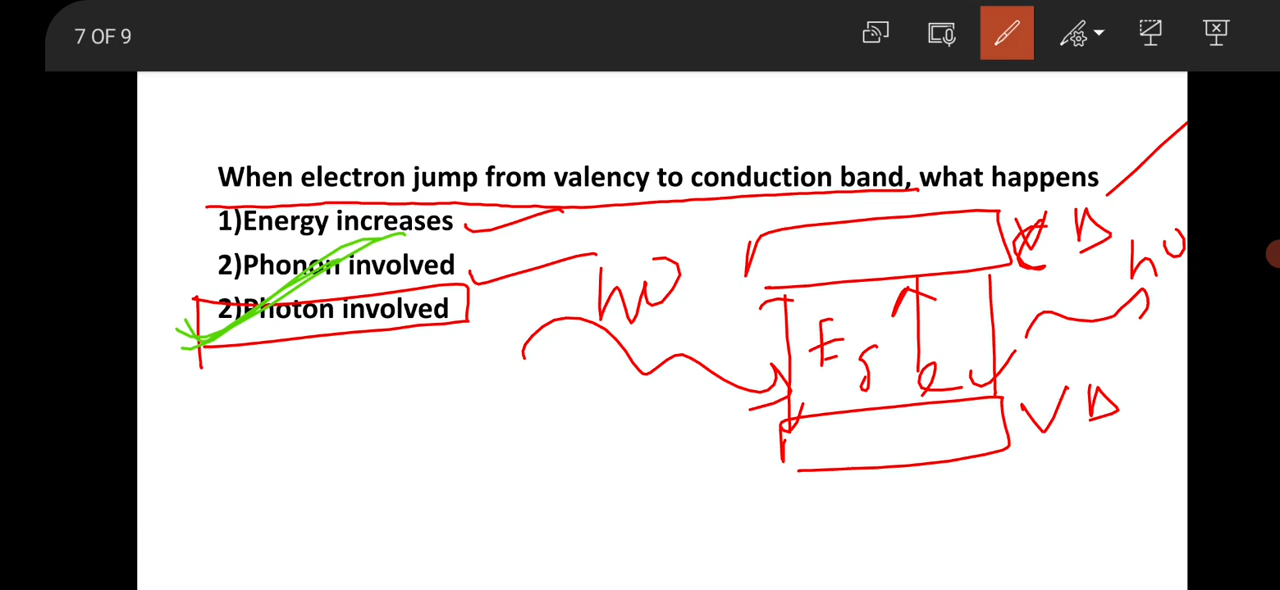 7 OF 9
When electron jump from valency to conduction band, what happens
1)Energy increases
2)Phonon involved
2)Photon involved
hν
hν
Eg
e
VB